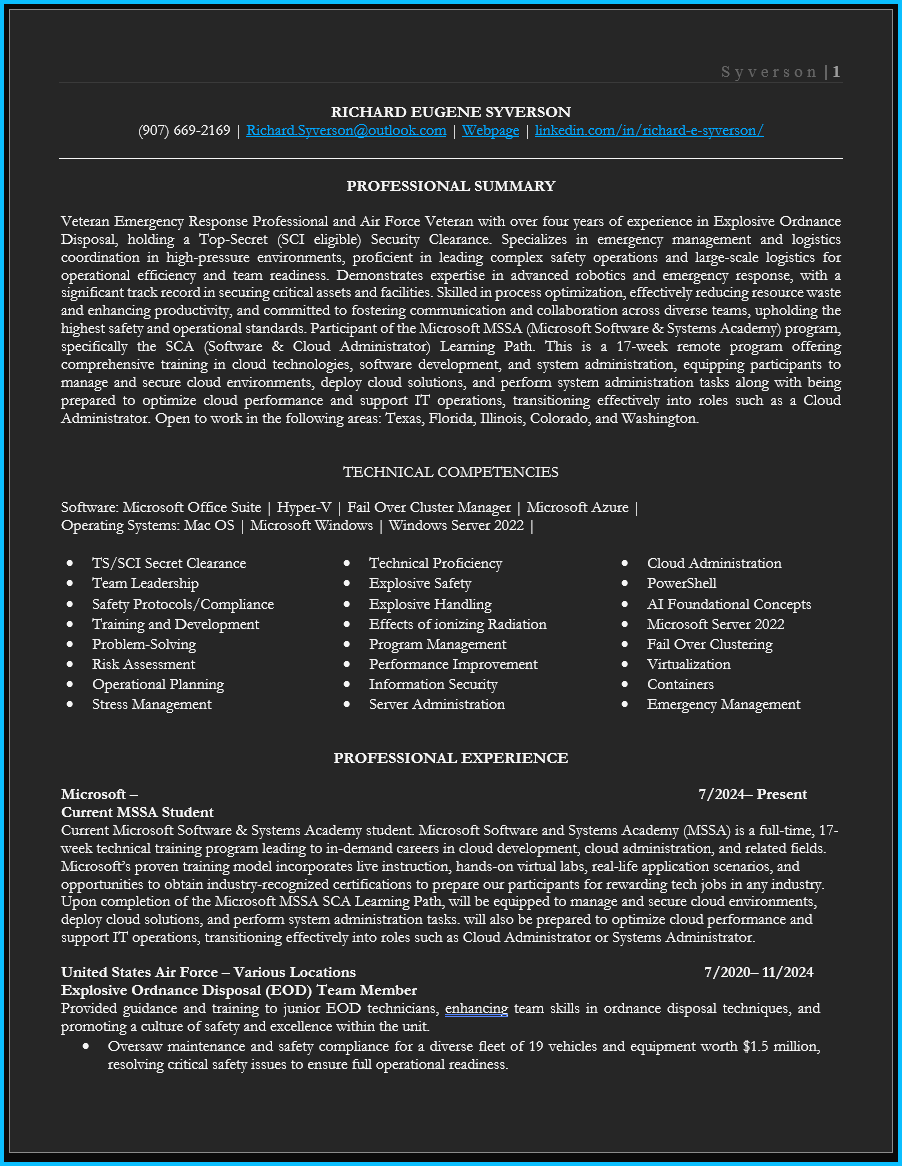 Syverson | 1
RICHARD EUGENE SYVERSON
(907) 669-2169 | Richard.Syverson@outlook.com | Webpage | linkedin.com/in/richard-e-syverson/
PROFESSIONAL SUMMARY
Veteran Emergency Response Professional and Air Force Veteran with over four years of experience in Explosive Ordnance
Disposal, holding a Top-Secret (SCI eligible) Security Clearance. Specializes in emergency management and logistics
coordination in high-pressure environments, proficient in leading complex safety operations and large-scale logistics for
operational efficiency and team readiness. Demonstrates expertise in advanced robotics and emergency response, with a
significant track record in securing critical assets and facilities. Skilled in process optimization, effectively reducing resource waste
and enhancing productivity, and committed to fostering communication and collaboration across diverse teams, upholding the
highest safety and operational standards. Participant of the Microsoft MSSA (Microsoft Software & Systems Academy) program,
specifically the SCA (Software & Cloud Administrator) Learning Path. This is a 17-week remote program offering
comprehensive training in cloud technologies, software development, and system administration, equipping participants to
manage and secure cloud environments, deploy cloud solutions, and perform system administration tasks along with being
prepared to optimize cloud performance and support IT operations, transitioning effectively into roles such as a Cloud
Administrator. Open to work in the following areas: Texas, Florida, Illinois, Colorado, and Washington.
TECHNICAL COMPETENCIES
Software: Microsoft Office Suite | Hyper-V | Fail Over Cluster Manager | Microsoft Azure |
Operating Systems: Mac OS | Microsoft Windows | Windows Server 2022 |
• TS/SCI Secret Clearance
• Team Leadership
• Safety Protocols/Compliance
• Training and Development
• Problem-Solving
• Risk Assessment
• Operational Planning
• Stress Management
• Technical Proficiency
• Explosive Safety
• Explosive Handling
• Effects of ionizing Radiation
• Program Management
• Performance Improvement
• Information Security
• Server Administration
• Cloud Administration
• PowerShell
• AI Foundational Concepts
• Microsoft Server 2022
• Fail Over Clustering
• Virtualization
• Containers
• Emergency Management
PROFESSIONAL EXPERIENCE
Microsoft – 7/2024– Present
Current MSSA Student
Current Microsoft Software & Systems Academy student. Microsoft Software and Systems Academy (MSSA) is a full-time, 17-
week technical training program leading to in-demand careers in cloud development, cloud administration, and related fields.
Microsoft’s proven training model incorporates live instruction, hands-on virtual labs, real-life application scenarios, and
opportunities to obtain industry-recognized certifications to prepare our participants for rewarding tech jobs in any industry.
Upon completion of the Microsoft MSSA SCA Learning Path, will be equipped to manage and secure cloud environments,
deploy cloud solutions, and perform system administration tasks. will also be prepared to optimize cloud performance and
support IT operations, transitioning effectively into roles such as Cloud Administrator or Systems Administrator.
United States Air Force – Various Locations 7/2020– 11/2024
Explosive Ordnance Disposal (EOD) Team Member
Provided guidance and training to junior EOD technicians, enhancing team skills in ordnance disposal techniques, and
promoting a culture of safety and excellence within the unit.
• Oversaw maintenance and safety compliance for a diverse fleet of 19 vehicles and equipment worth $1.5 million,
resolving critical safety issues to ensure full operational readiness.